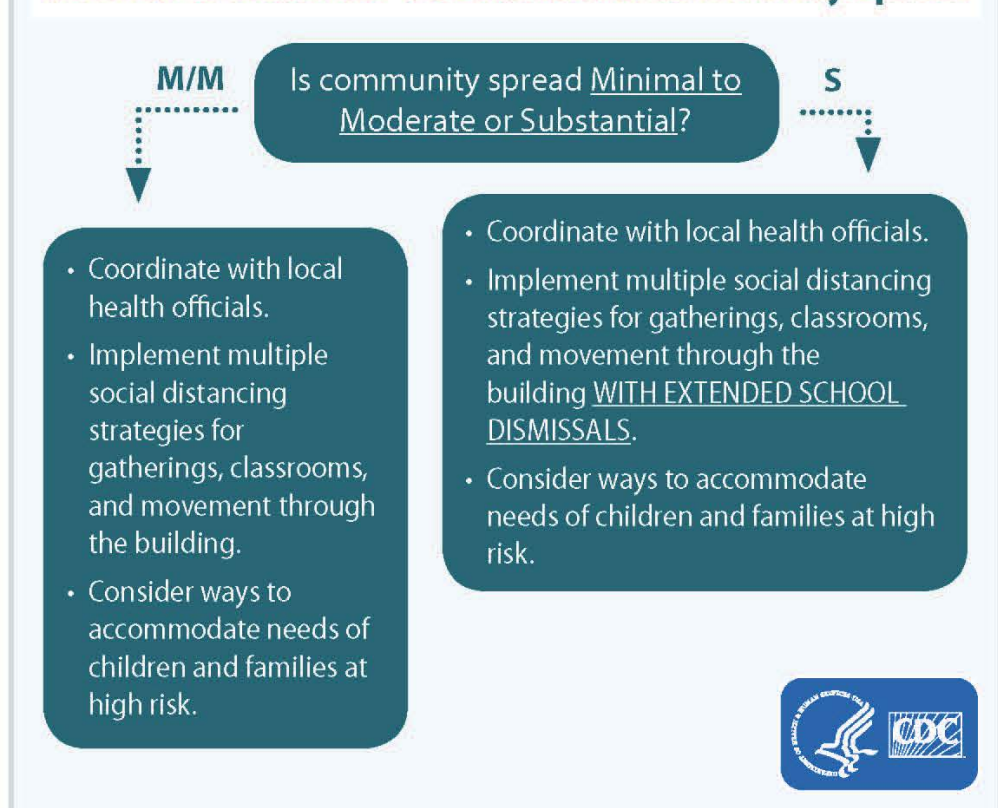 M/M
Is community spread Minimal to
Moderate or Substantial?
S
• Coordinate with local
health officials.
• Implement multiple
social distancing
strategies for
gatherings, classrooms,
and movement through
the building.
• Consider ways to
accommodate needs of
children and families at
high risk.
• Coordinate with local health officials.
• Implement multiple social distancing
strategies for gatherings, classrooms,
and movement through the
building WITH EXTENDED SCHOOL
DISMISSALS.
• Consider ways to accommodate
needs of children and families at high
risk.
CDC